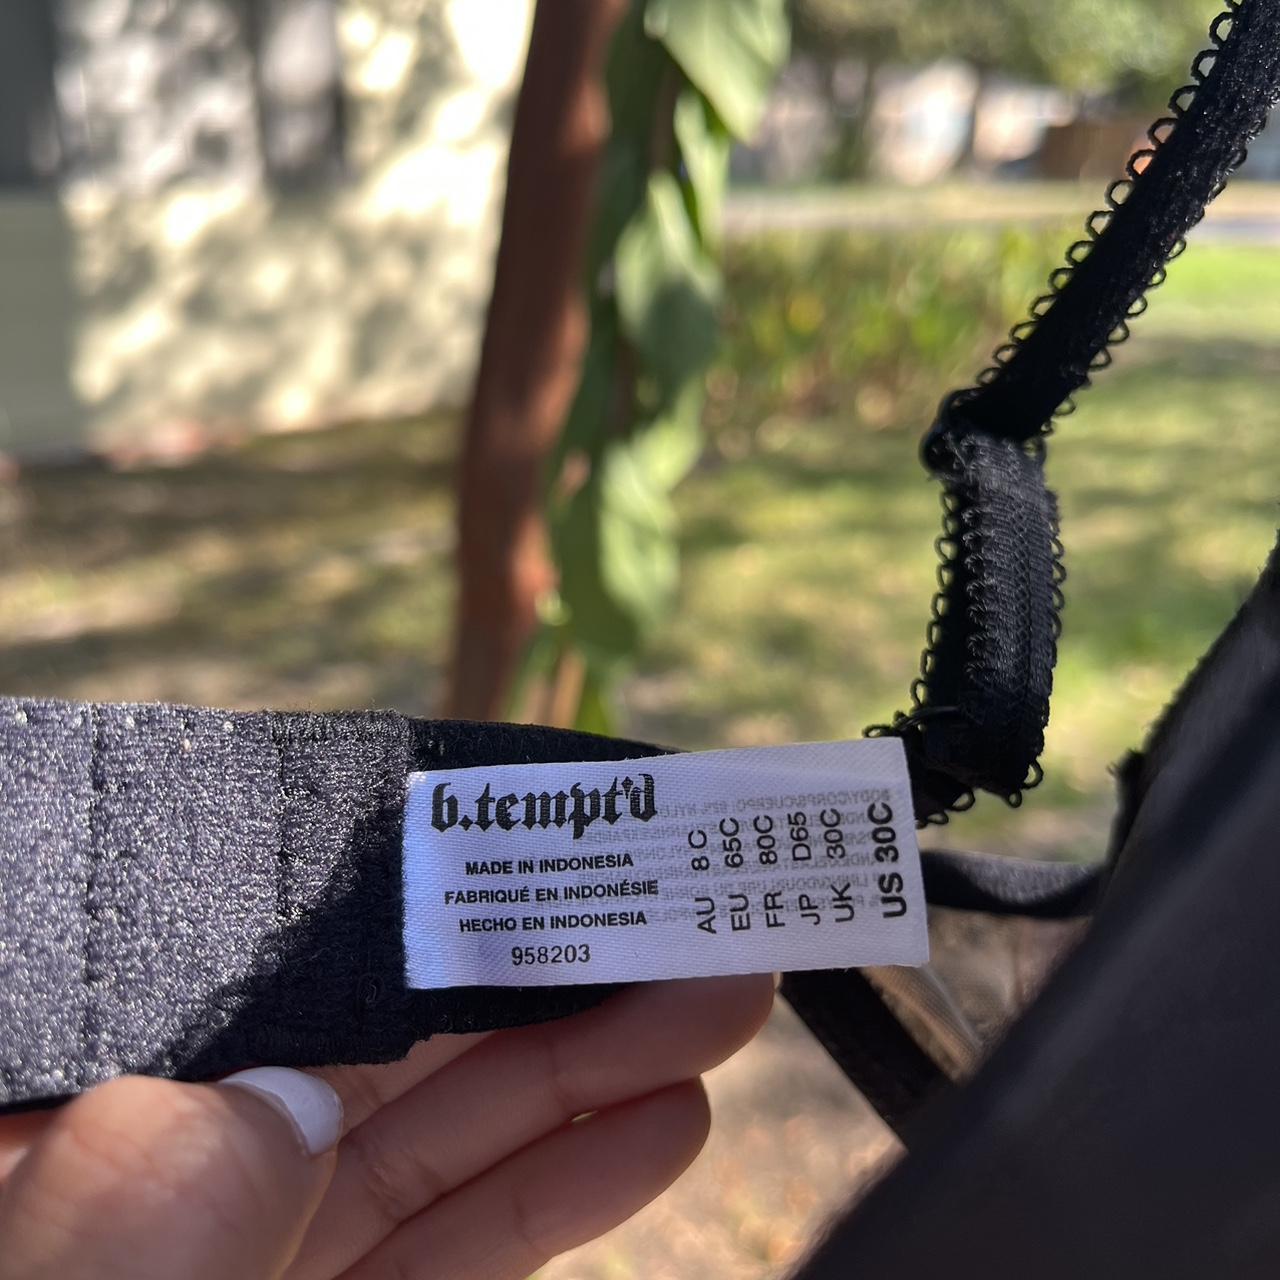 b.tempt'd
MADE IN INDONESIA
FABRIQUÉ EN INDONÉSIE
HECHO EN INDONESIA
958203
AU 8 C
EU 65C
FR 80C
JP D65
UK 30C
US 30C